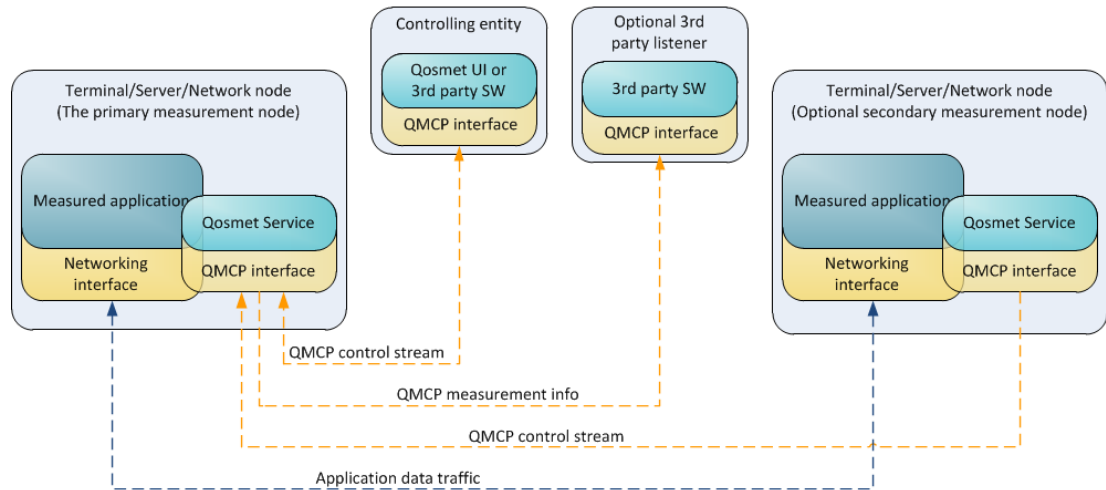 Controlling entity
Qosmet UI or
3rd party SW
QMCP interface
Optional 3rd
party listener
3rd party SW
QMCP interface
Terminal/Server/Network node
(The primary measurement node)
Measured application
Qosmet Service
Networking
interface
QMCP interface
Terminal/Server/Network node
(Optional secondary measurement node)
Measured application
Qosmet Service
Networking
interface
QMCP interface
QMCP control stream
QMCP measurement info
QMCP control stream
Application data traffic